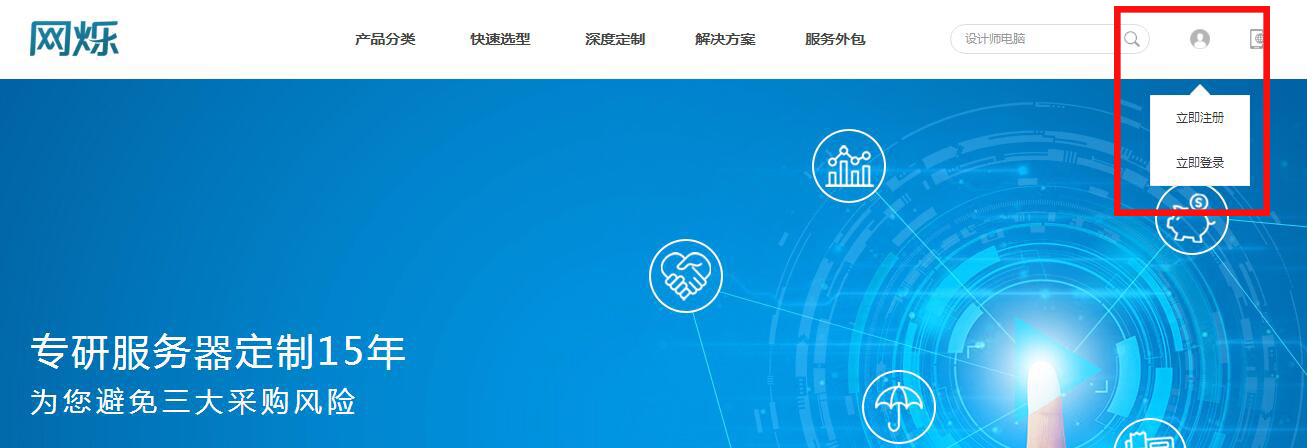 网烁
产品分类 快速选型 深度定制 解决方案 服务外包 设计师电脑
立即注册
立即登录
$
专研服务器定制15年
为您避免三大采购风险